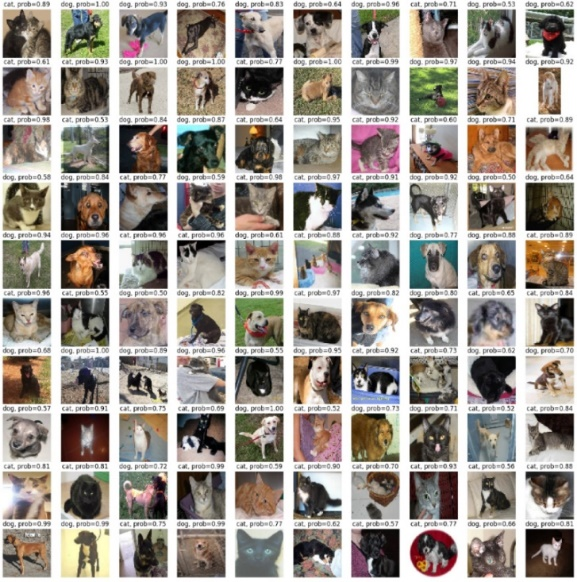 cat, prob=0.89 dog, prob=1.00 dog, prob=0.93 dog, prob=0.76 dog, prob=0.83 dog, prob=0.64 dog, prob=0.96 cat, prob=0.71 cat, prob=0.53 dog, prob=0.62
cat, prob=0.61 cat, prob=0.93 dog, prob=1.00 dog, prob=1.00 cat, prob=0.77 dog, prob=1.00 cat, prob=0.99 dog, prob=0.97 cat, prob=0.94 dog, prob=0.92
cat, prob=0.98 cat, prob=0.53 dog, prob=0.84 dog, prob=0.87 dog, prob=0.64 cat, prob=0.95 cat, prob=0.92 cat, prob=0.60 dog, prob=0.71 cat, prob=0.89
cat, prob=0.58 dog, prob=0.84 cat, prob=0.77 dog, prob=0.59 cat, prob=0.98 cat, prob=0.97 dog, prob=0.91 dog, prob=0.92 cat, prob=0.50 dog, prob=0.64
dog, prob=0.94 dog, prob=0.96 cat, prob=0.96 cat, prob=0.96 cat, prob=0.61 cat, prob=0.88 cat, prob=0.92 dog, prob=0.77 dog, prob=0.88 dog, prob=0.89
cat, prob=0.96 cat, prob=0.55 dog, prob=0.50 dog, prob=0.82 dog, prob=0.99 cat, prob=0.97 dog, prob=0.82 dog, prob=0.80 cat, prob=0.65 cat, prob=0.84
dog, prob=1.00 dog, prob=0.89 dog, prob=0.96 cat, prob=0.55 dog, prob=0.95 cat, prob=0.92 cat, prob=0.73 dog, prob=0.62 dog, prob=0.70
dog, prob=0.57 cat, prob=0.91 cat, prob=0.75 cat, prob=0.69 dog, prob=1.00 cat, prob=0.52 dog, prob=0.73 dog, prob=0.71 cat, prob=0.52 cat, prob=0.84
cat, prob=0.81 cat, prob=0.81 dog, prob=0.72 cat, prob=0.99 cat, prob=0.59 cat, prob=0.90 cat, prob=0.70 cat, prob=0.93 cat, prob=0.56 cat, prob=0.88
dog, prob=0.99 dog, prob=0.99 cat, prob=0.75 dog, prob=0.99 cat, prob=0.77 cat, prob=0.62 dog, prob=0.57 cat, prob=0.77 dog, prob=0.66 dog, prob=0.81